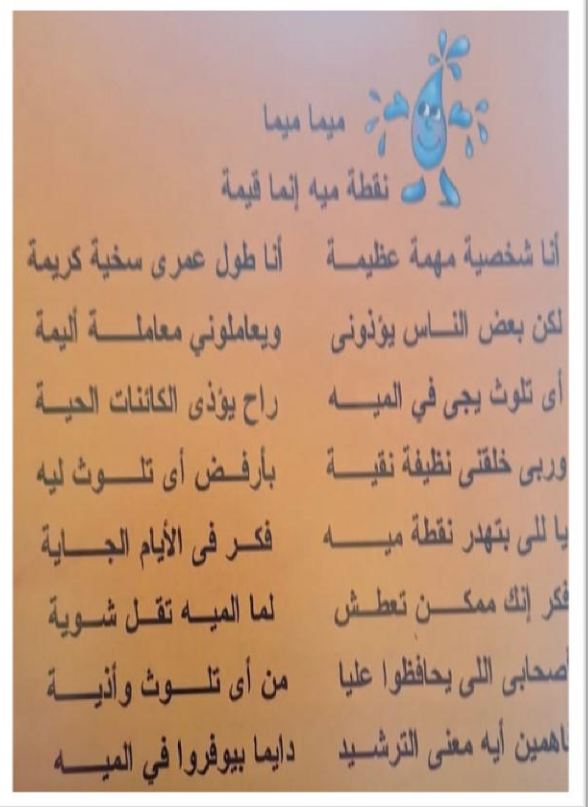 ميما ميما
نقطة ميه إنما قيمة
أنا شخصية مهمة عظيمة أنا طول عمرى سخية كريمة
لكن بعض الناس يؤذونى ويعاملوني معاملة أليمة
أى تلوث يجى في الميه راح يؤذى الكائنات الحية
وربى خلقنى نظيفة نقية بأرفض أى تلوث ليه
يا للى بتهدر نقطة ميه فكر فى الأيام الجاية
فكر إنك ممكن تعطش لما الميه تقل شوية
أصحابى اللى يحافظوا عليا من أى تلوث وأذية
اهمين أيه معنى الترشيد دايما بيوفروا في الميه